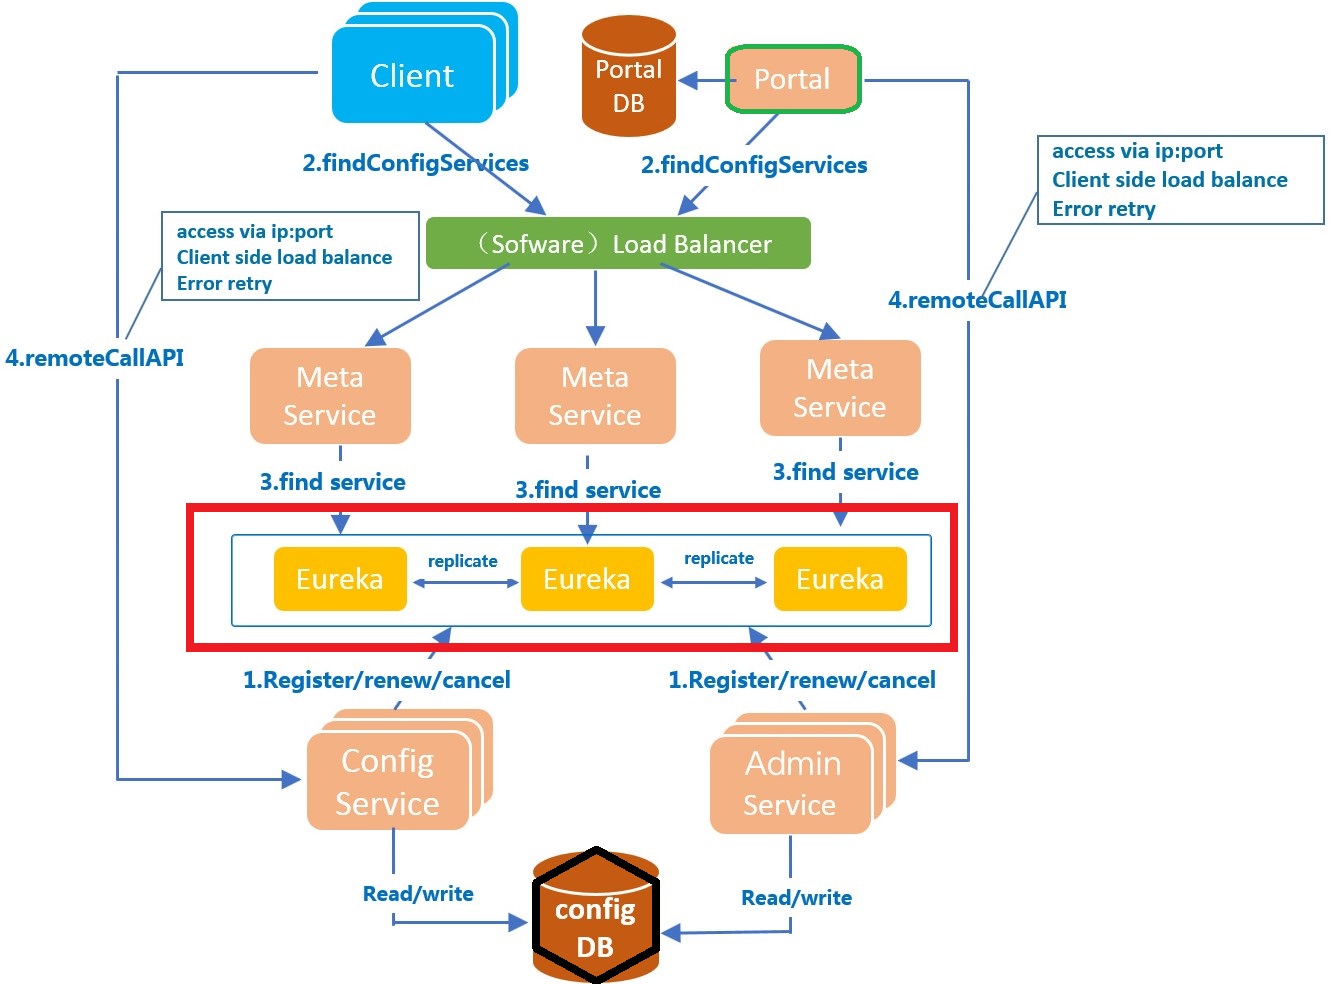 Client
Portal
DB
Portal
2.findConfigServices
2.findConfigServices
access via ip:port
Client side load balance
Error retry
access via ip:port
Client side load balance
Error retry
（Sofware）Load Balancer
4.remoteCallAPI
4.remoteCallAPI
Meta
Service
Meta
Service
Meta
Service
3.find service
3.find service
3.find service
Eureka
replicate
Eureka
replicate
Eureka
1.Register/renew/cancel
1.Register/renew/cancel
Config
Service
Admin
Service
Read/write
Read/write
config
DB